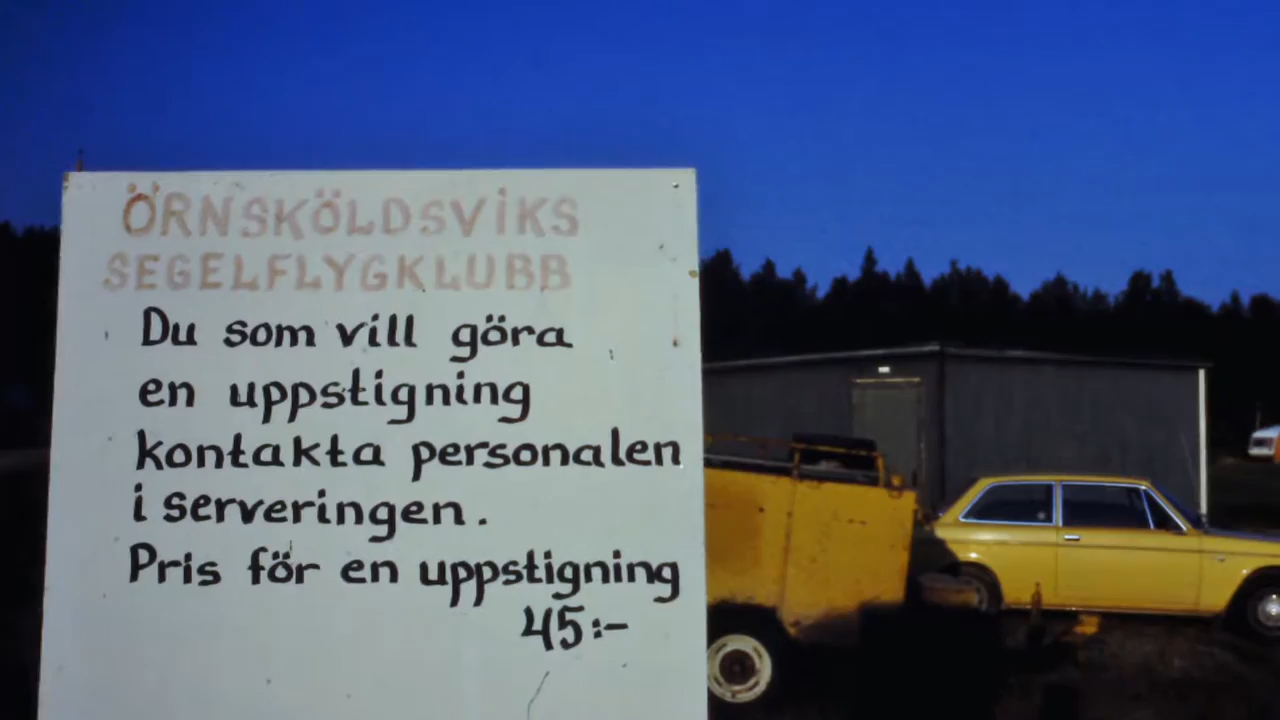 ÖRNSKÖLDSVIKS
SEGELFLYGKLUBB
Du som vill göra
en uppstigning
kontakta personalen
i serveringen.
Pris för en uppstigning
45:-